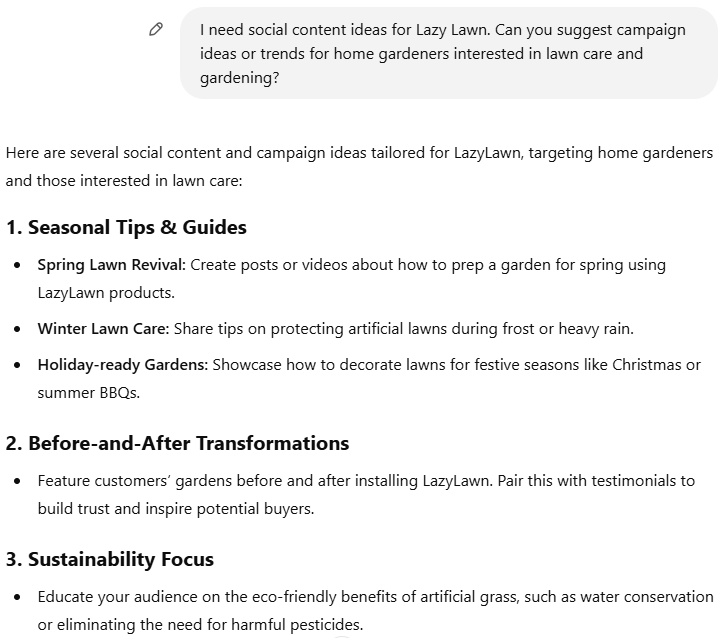 I need social content ideas for Lazy Lawn. Can you suggest campaign
ideas or trends for home gardeners interested in lawn care and
gardening?
Here are several social content and campaign ideas tailored for LazyLawn, targeting home gardeners
and those interested in lawn care:
1. Seasonal Tips & Guides
• Spring Lawn Revival: Create posts or videos about how to prep a garden for spring using
LazyLawn products.
• Winter Lawn Care: Share tips on protecting artificial lawns during frost or heavy rain.
• Holiday-ready Gardens: Showcase how to decorate lawns for festive seasons like Christmas or
summer BBQs.
2. Before-and-After Transformations
• Feature customers’ gardens before and after installing LazyLawn. Pair this with testimonials to
build trust and inspire potential buyers.
3. Sustainability Focus
• Educate your audience on the eco-friendly benefits of artificial grass, such as water conservation
or eliminating the need for harmful pesticides.